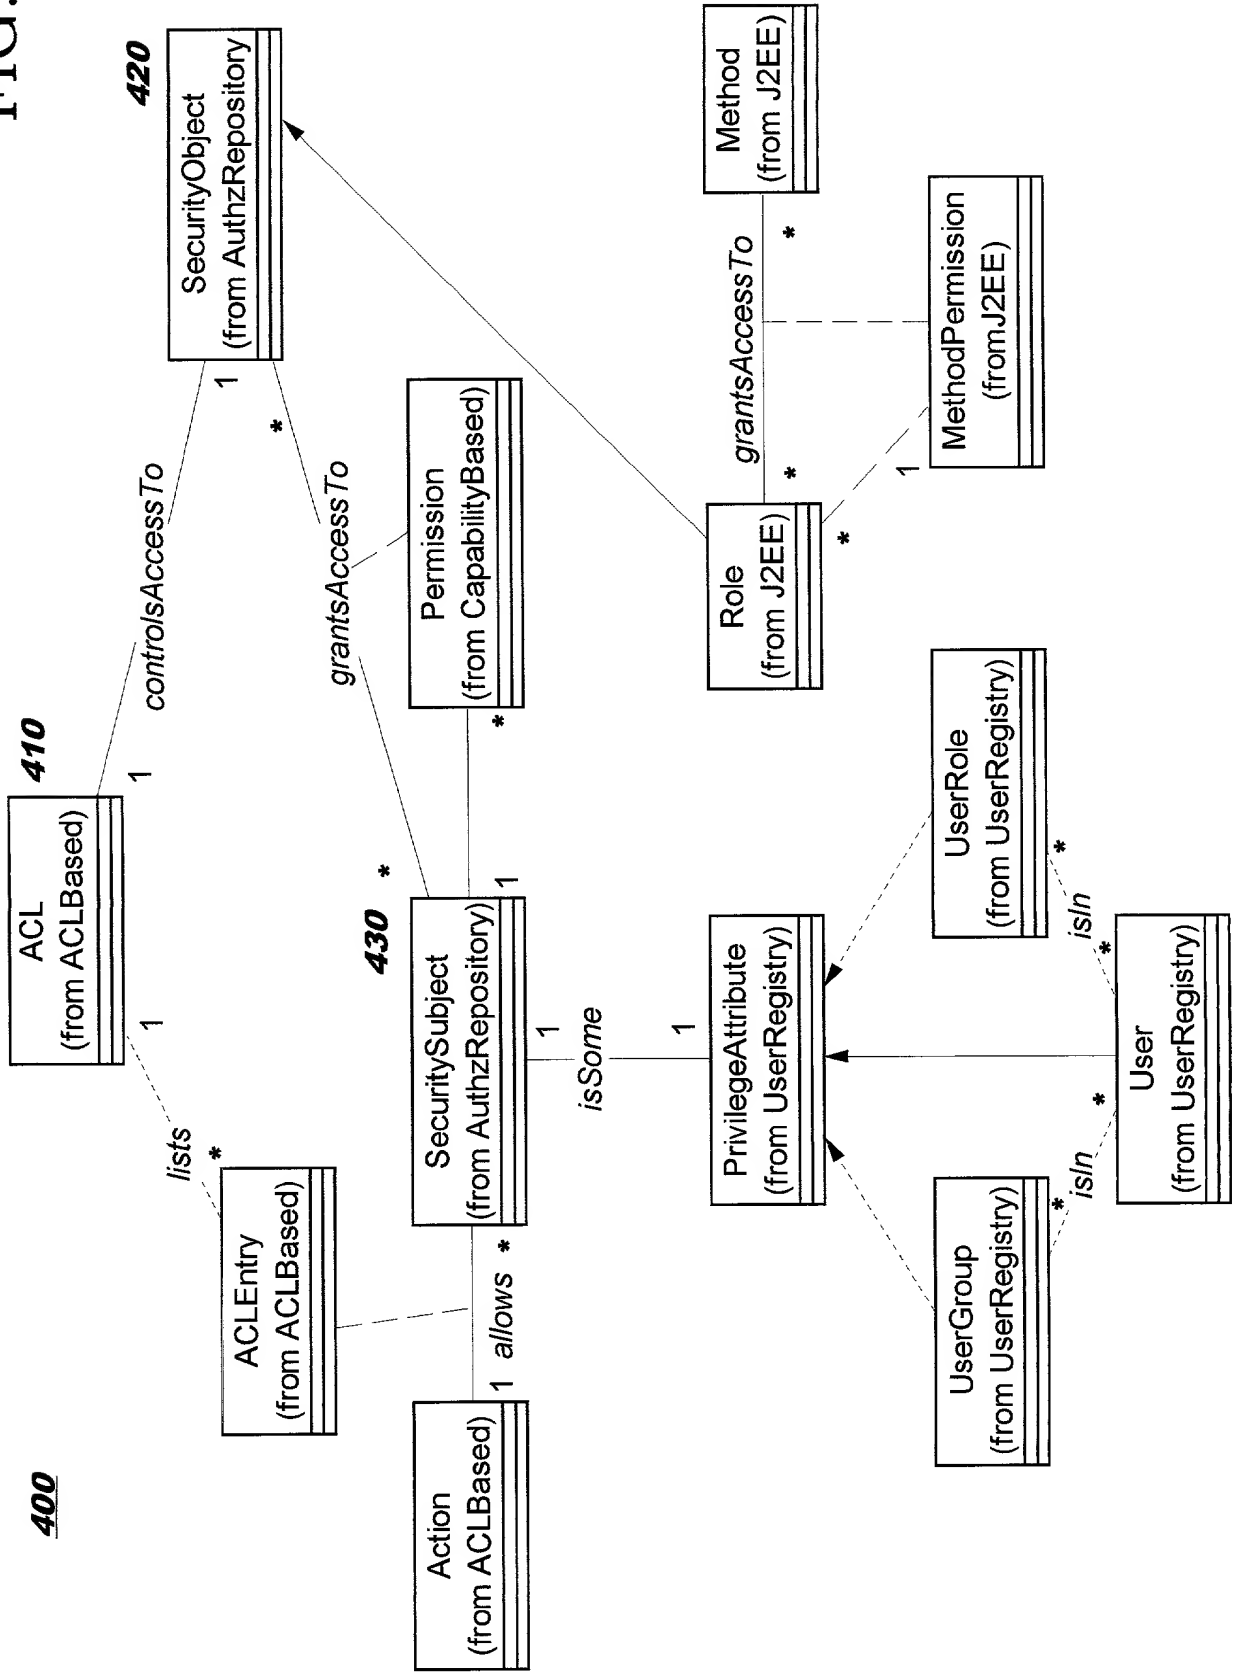 FIG.
400
ACL
(from ACLBased)
410
1
1
lists
*
controlsAccessTo
1
420
SecurityObject
(from AuthzRepository)
ACLEntry
(from ACLBased)
*
grantsAccessTo
430
*
Action
(from ACLBased)
1
allows
*
SecuritySubject
(from AuthzRepository)
1
*
Permission
(from CapabilityBased)
1
isSome
1
PrivilegeAttribute
(from UserRegistry)
Role
(from J2EE)
*
grantsAccessTo
*
Method
(from J2EE)
*
1
UserGroup
(from UserRegistry)
UserRole
(from UserRegistry)
MethodPermission
(fromJ2EE)
*
isIn
*
*
isIn
*
User
(from UserRegistry)